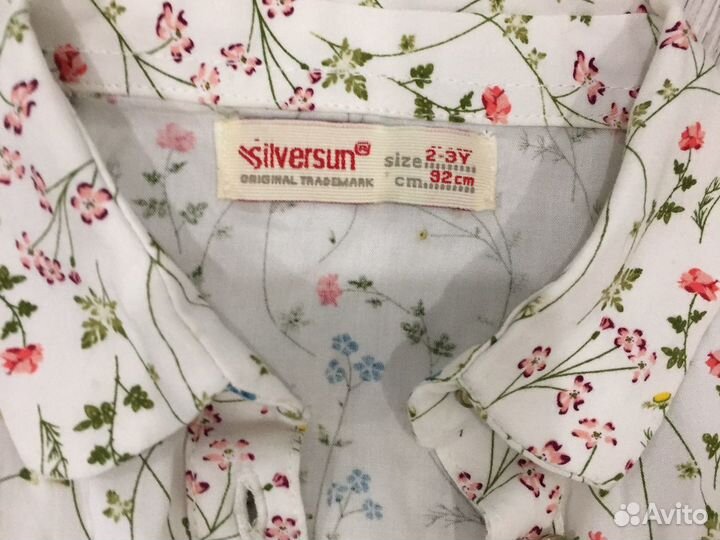 Silversun
ORIGINAL TRADEMARK
size 2-3Y
cm 92cm
Avito